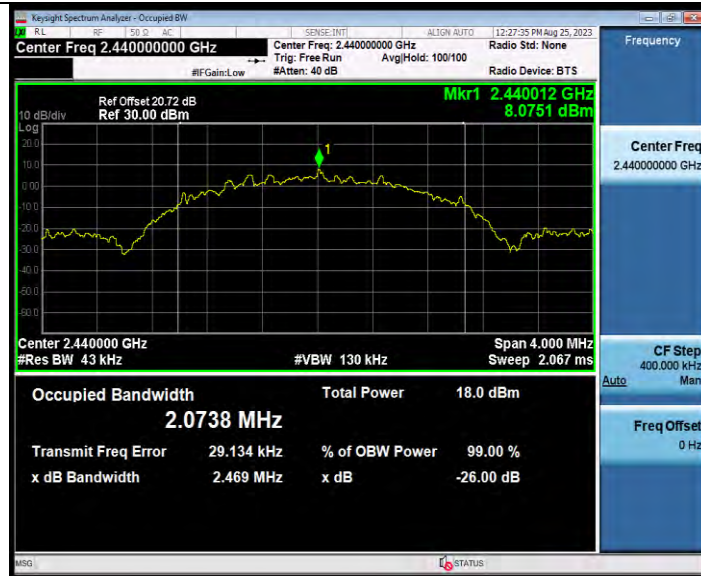 Keysight Spectrum Analyzer - Occupied BW
RL RF 50 Ω AC SENSE:INT ALIGN AUTO 12:27:35 PM Aug 25, 2023
Center Freq 2.440000000 GHz
Center Freq: 2.440000000 GHz Radio Std: None
Trig: Free Run Avg|Hold: 100/100
#IFGain:Low #Atten: 40 dB Radio Device: BTS
Mkr1 2.440012 GHz
8.0751 dBm
Ref Offset 20.72 dB
10 dB/div Ref 30.00 dBm
Log
20.0
10.0
0.00
-10.0
-20.0
-30.0
-40.0
-50.0
-60.0
1
Center 2.440000 GHz Span 4.000 MHz
#Res BW 43 kHz #VBW 130 kHz Sweep 2.067 ms
Occupied Bandwidth Total Power 18.0 dBm
2.0738 MHz
Transmit Freq Error 29.134 kHz % of OBW Power 99.00 %
x dB Bandwidth 2.469 MHz x dB -26.00 dB
MSG STATUS
Frequency
Center Freq
2.440000000 GHz
CF Step
400.000 kHz
Auto Man
Freq Offset
0 Hz